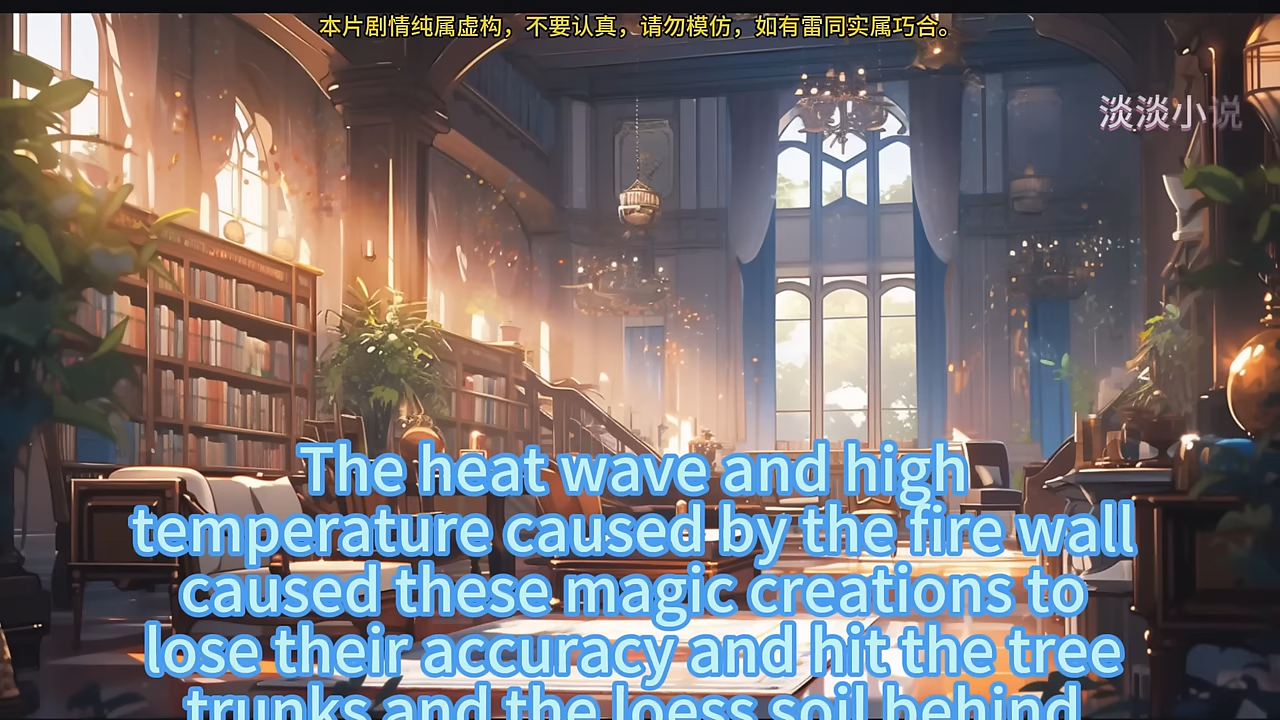 本片剧情纯属虚构，不要认真，请勿模仿，如有雷同实属巧合。
淡淡小说
The heat wave and high
temperature caused by the fire wall
caused these magic creations to
lose their accuracy and hit the tree
trunks and the loess soil behind